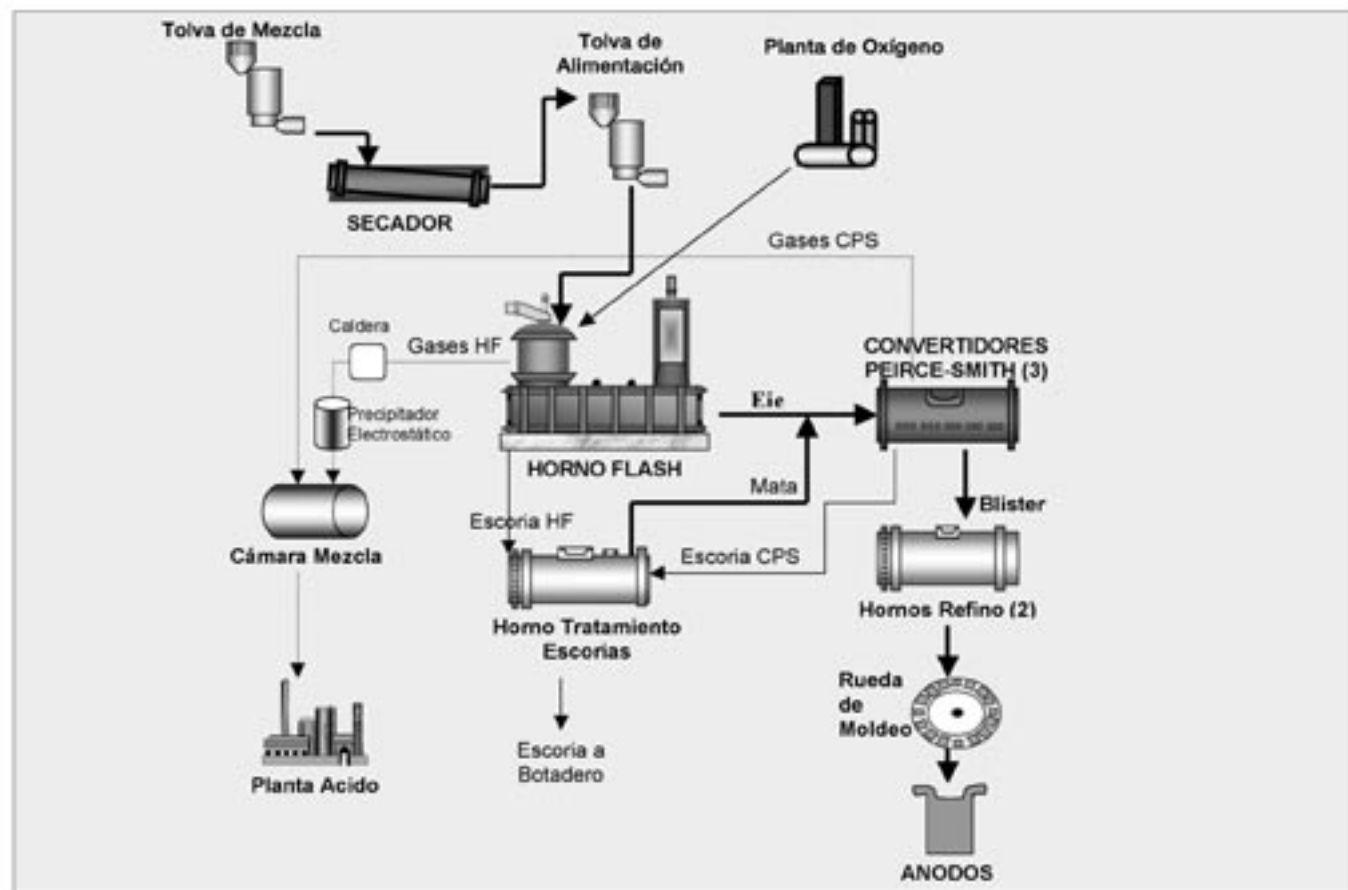 Tolva de Mezcla
Tolva de
Alimentación
Planta de Oxígeno
SECADOR
Gases CPS
Caldera
Gases HF
CONVERTIDORES
PEIRCE-SMITH (3)
Eie
Precipitador
Electrostático
HORNO FLASH
Mata
Blister
Escoria HF
Cámara Mezcla
Escoria CPS
Hornos Refino (2)
Horno Tratamiento
Escorias
Rueda
de
Moldeo
Escoria a
Botadero
Planta Acido
ANODOS